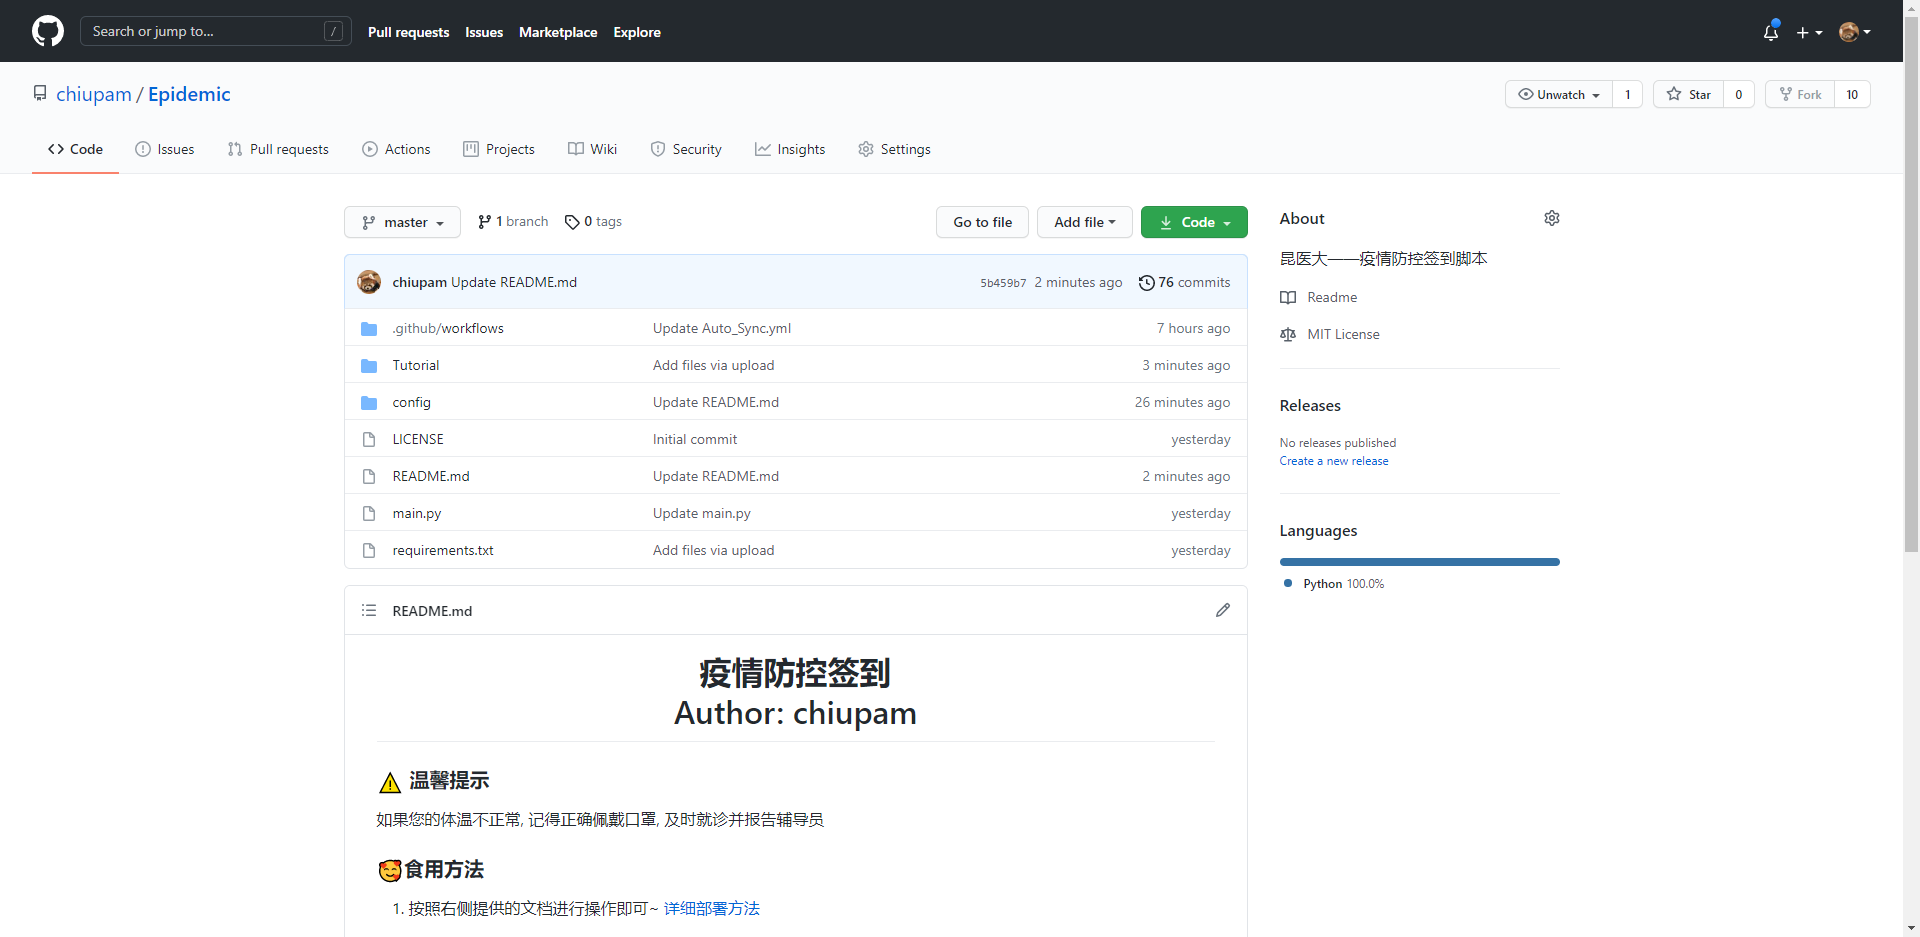 Search or jump to... /
Pull requests Issues Marketplace Explore
chiupam / Epidemic
Unwatch 1 Star 0 Fork 10
Code Issues Pull requests Actions Projects Wiki Security Insights Settings
master 1 branch 0 tags Go to file Add file Code
chiupam Update README.md 5b459b7 2 minutes ago 76 commits
.github/workflows Update Auto_Sync.yml 7 hours ago
Tutorial Add files via upload 3 minutes ago
config Update README.md 26 minutes ago
LICENSE Initial commit yesterday
README.md Update README.md 2 minutes ago
main.py Update main.py yesterday
requirements.txt Add files via upload yesterday
README.md
疫情防控签到
Author: chiupam
温馨提示
如果您的体温不正常, 记得正确佩戴口罩, 及时就诊并报告辅导员
食用方法
1. 按照右侧提供的文档进行操作即可~ 详细部署方法
About
昆医大——疫情防控签到脚本
Readme
MIT License
Releases
No releases published
Create a new release
Languages
Python 100.0%